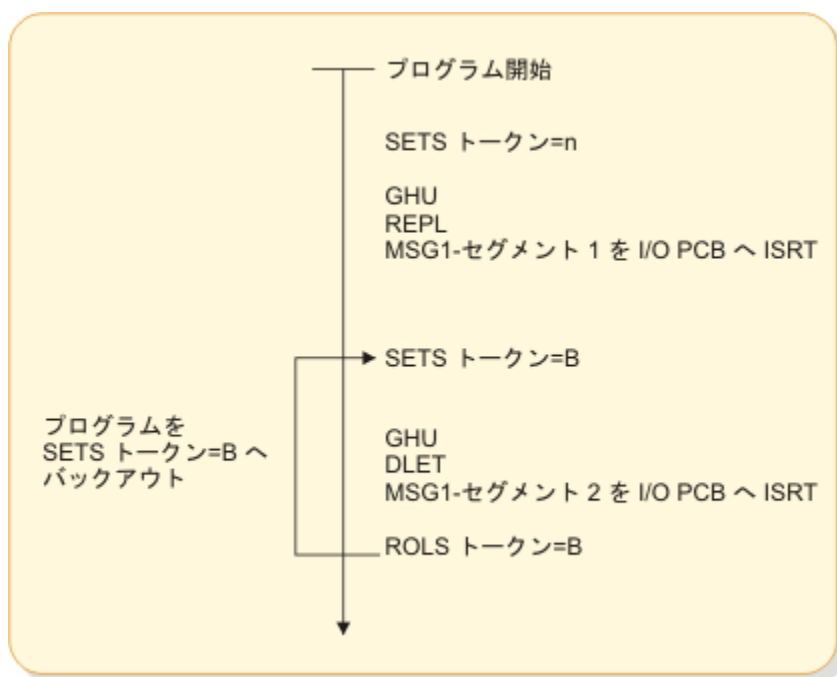 プログラム開始
SETS トークン=n
GHU
REPL
MSG1-セグメント 1 を I/O PCB へ ISRT
SETS トークン=B
プログラムを
SETS トークン=B へ
バックアウト
GHU
DLET
MSG1-セグメント 2 を I/O PCB へ ISRT
ROLS トークン=B